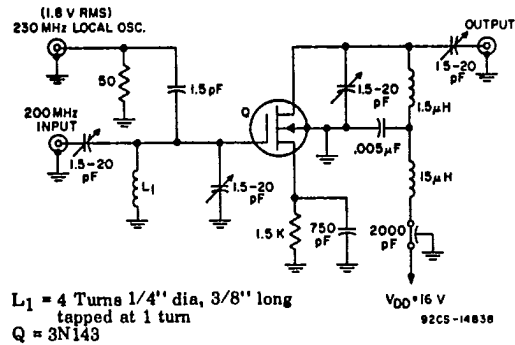 (1.8 V RMS)
230 MHz LOCAL OSC.
OUTPUT
50
1.5 pF
1.5-20
pF
1.5-20
pF
1.5µH
200MHz
INPUT
Q
.005µF
1.5-20
pF
L1
1.5-20
pF
15µH
1.5 K
750
pF
2000
pF
VDD=16 V
92CS-14838
L1 = 4 Turns 1/4" dia, 3/8" long
tapped at 1 turn
Q = 3N143